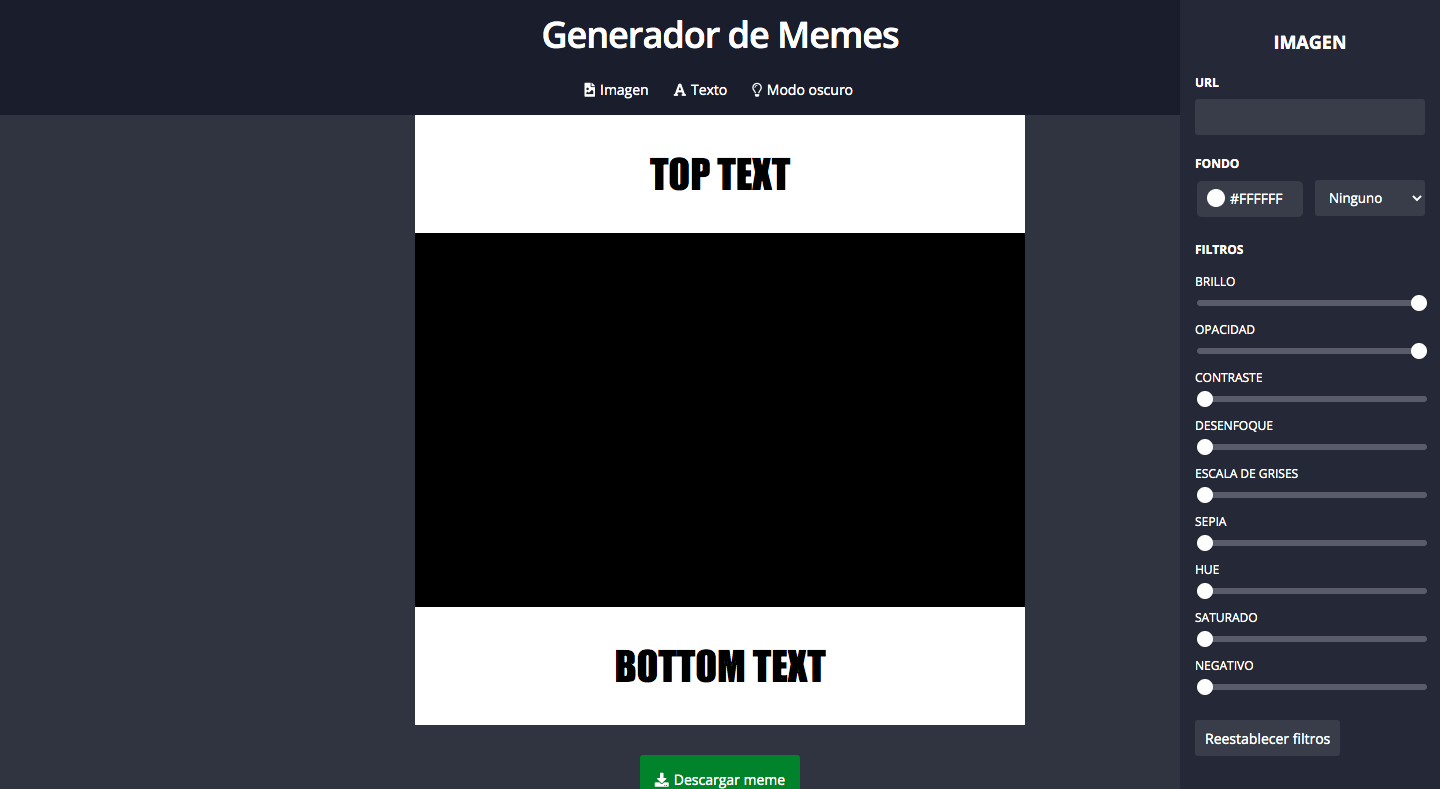 Generador de Memes
Imagen
Texto
Modo oscuro
TOP TEXT
BOTTOM TEXT
Descargar meme
IMAGEN
URL
FONDO
#FFFFFF
Ninguno
FILTROS
BRILLO
OPACIDAD
CONTRASTE
DESENFOQUE
ESCALA DE GRISES
SEPIA
HUE
SATURADO
NEGATIVO
Reestablecer filtros